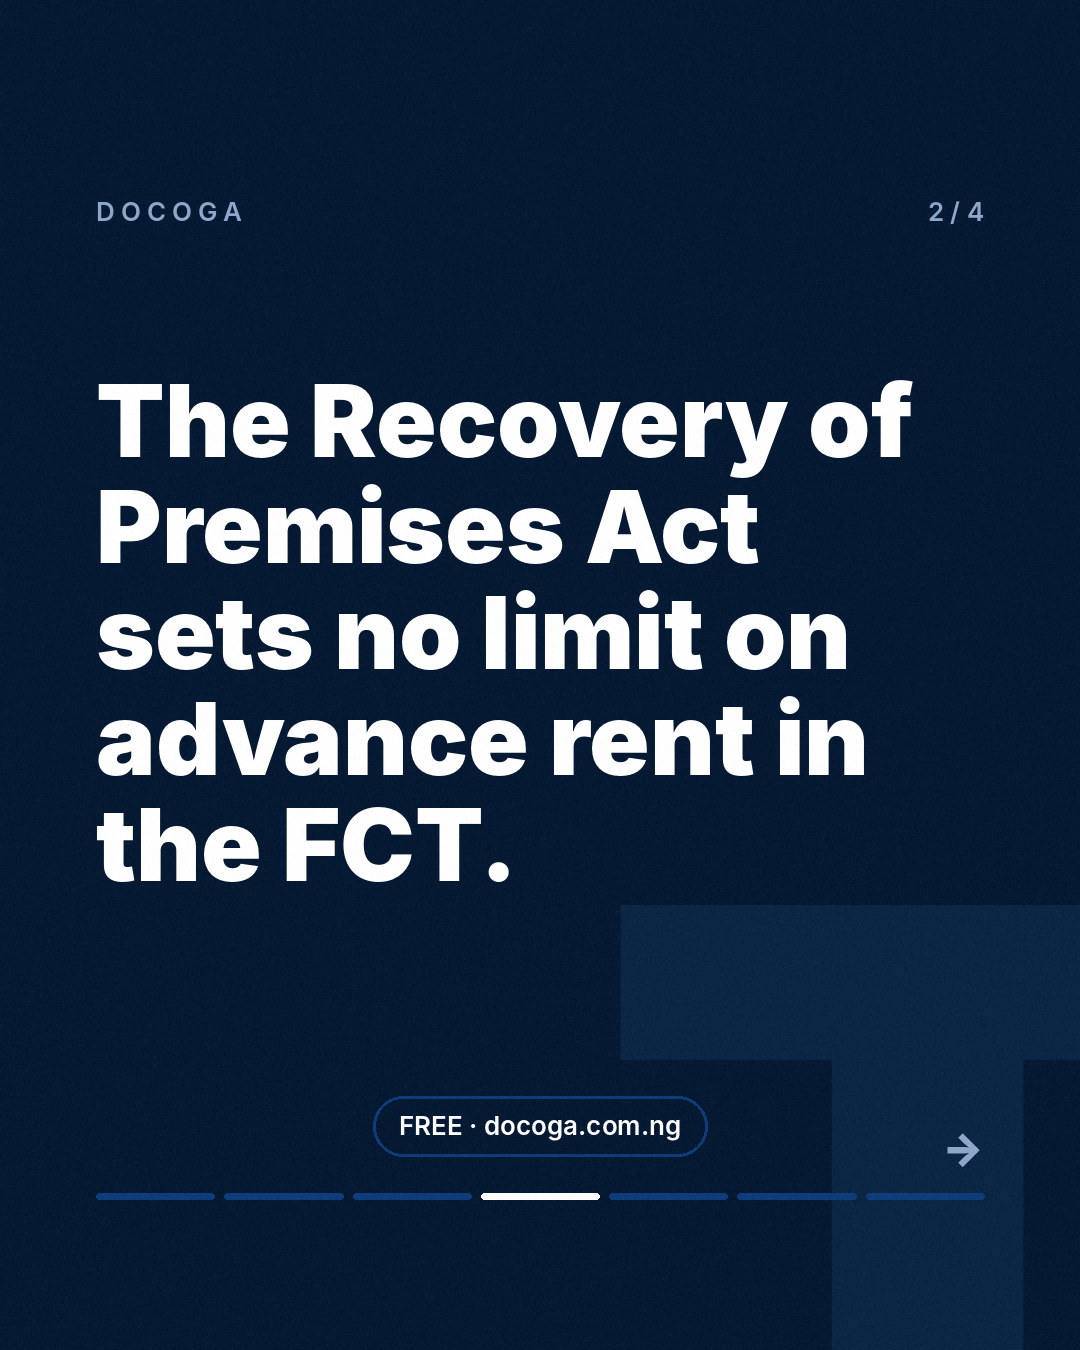 DOCOGA
2/4
The Recovery of
Premises Act
sets no limit on
advance rent in
the FCT.
FREE · docoga.com.ng
→
T